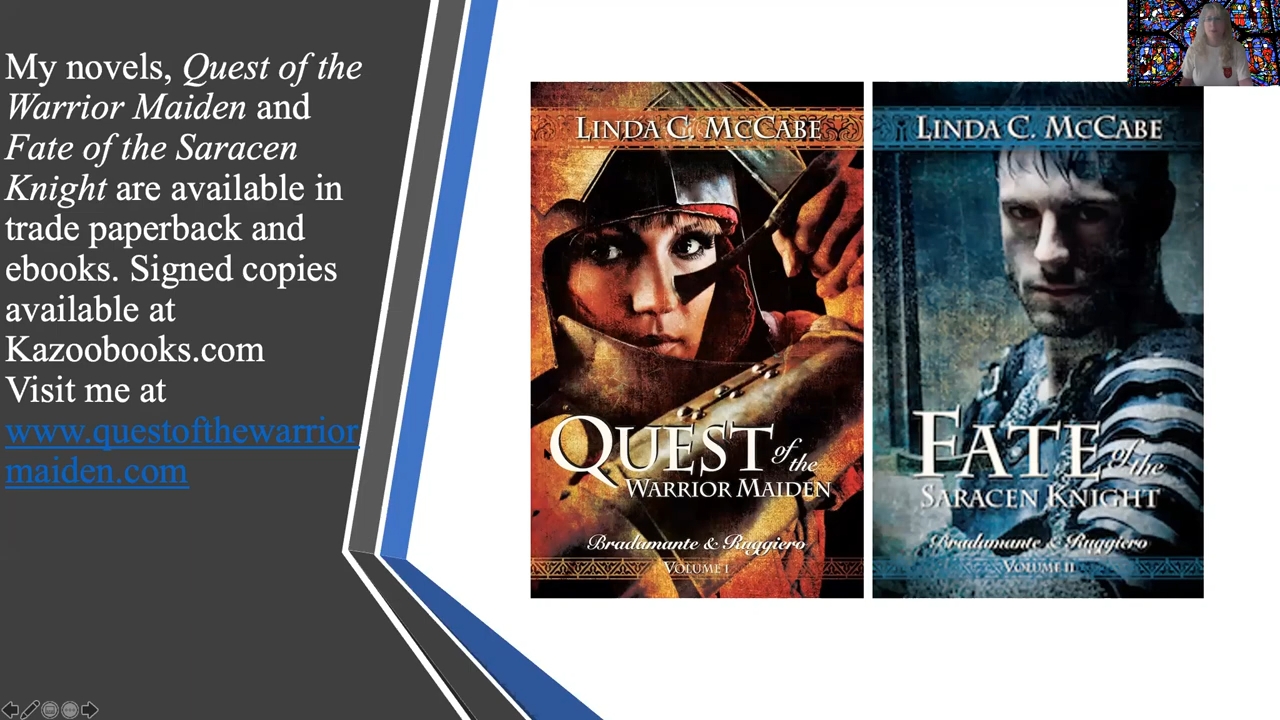 My novels, Quest of the
Warrior Maiden and
Fate of the Saracen
Knight are available in
trade paperback and
ebooks. Signed copies
available at
Kazoobooks.com
Visit me at
www.questofthewarrior
maiden.com
LINDA C. MCCABE
QUEST of the
WARRIOR MAIDEN
Bradamante & Ruggiero
VOLUME I
LINDA C. MCCABE
FATE of the
SARACEN KNIGHT
Bradamante & Ruggiero
VOLUME II